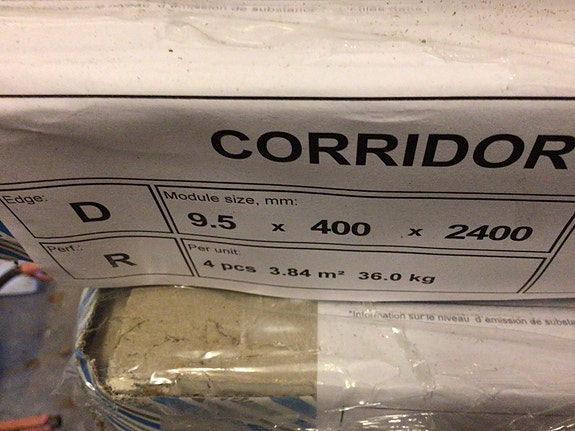 CORRIDOR
Edge:
D
Module size, mm:
9.5 x 400 x 2400
Perf.:
R
Per unit:
4 pcs 3.84 m² 36.0 kg
*Information sur le niveau d'émission de substa